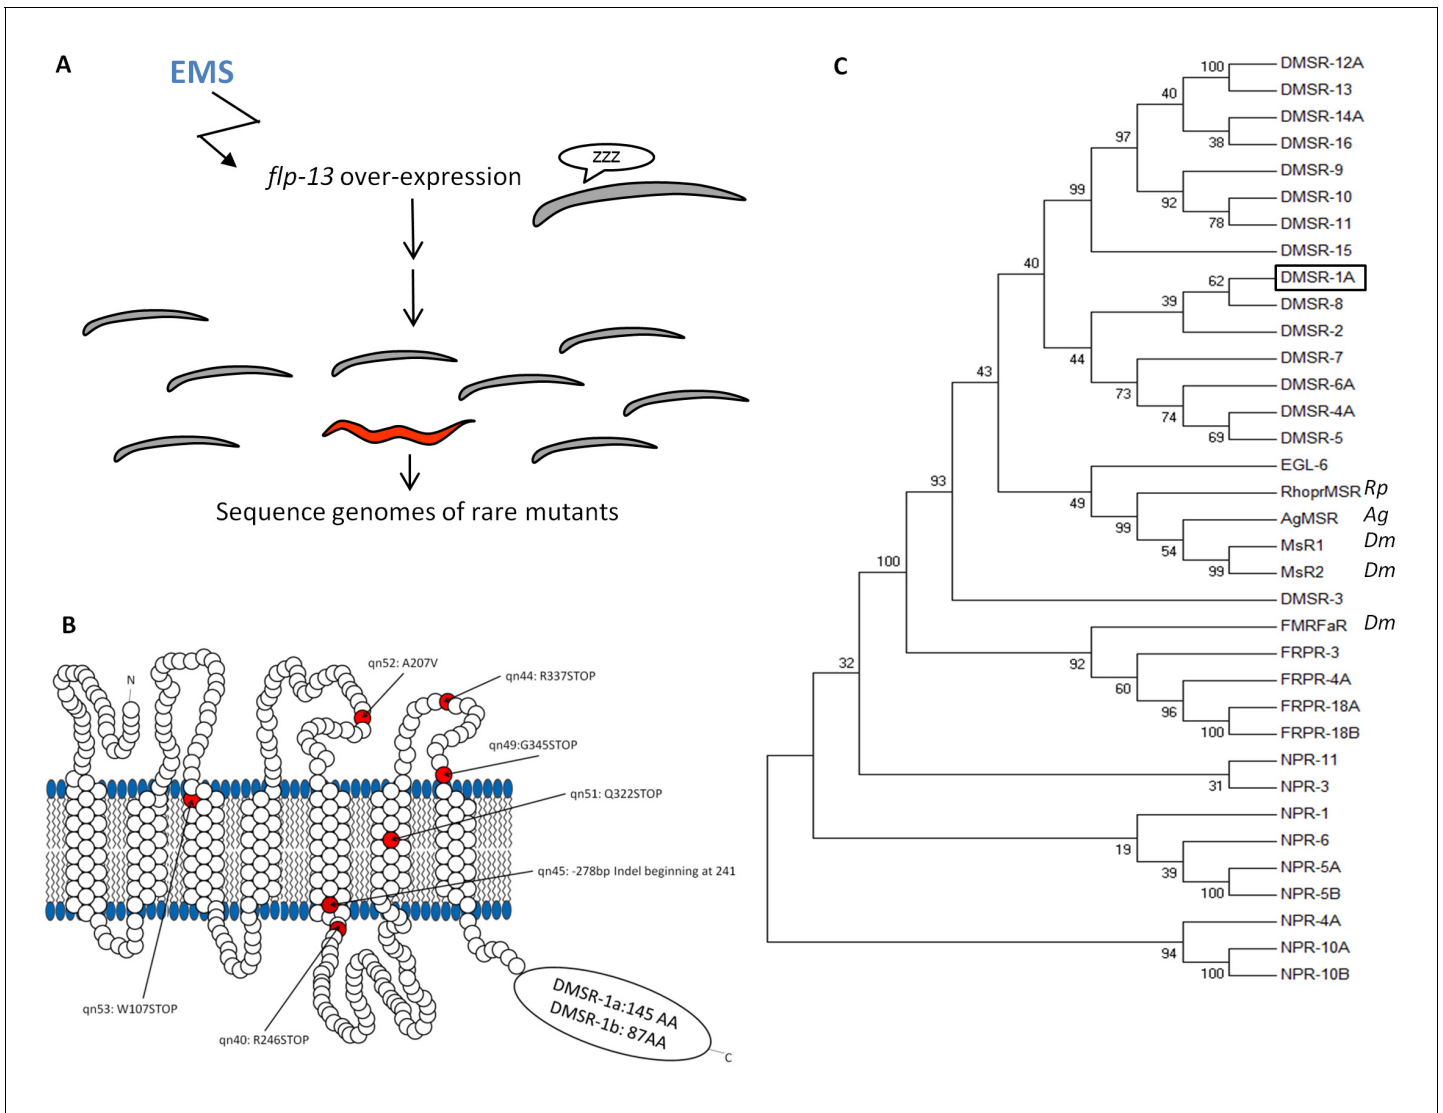 A
EMS
zzz
flp-13 over-expression
Sequence genomes of rare mutants
B
N
qn52: A207V
qn44: R337STOP
qn49:G345STOP
qn51: Q322STOP
qn45: -278bp Indel beginning at 241
qn53: W107STOP
qn40: R246STOP
DMSR-1a:145 AA
DMSR-1b: 87AA
C
C
100
40
38
97
92
78
99
40
62
39
44
73
74
69
43
49
99
54
99
93
100
92
60
96
100
32
31
19
39
100
94
100
DMSR-12A
DMSR-13
DMSR-14A
DMSR-16
DMSR-9
DMSR-10
DMSR-11
DMSR-15
DMSR-1A
DMSR-8
DMSR-2
DMSR-7
DMSR-6A
DMSR-4A
DMSR-5
EGL-6
RhoprMSR Rp
AgMSR Ag
MsR1 Dm
MsR2 Dm
DMSR-3
FMRFaR Dm
FRPR-3
FRPR-4A
FRPR-18A
FRPR-18B
NPR-11
NPR-3
NPR-1
NPR-6
NPR-5A
NPR-5B
NPR-4A
NPR-10A
NPR-10B